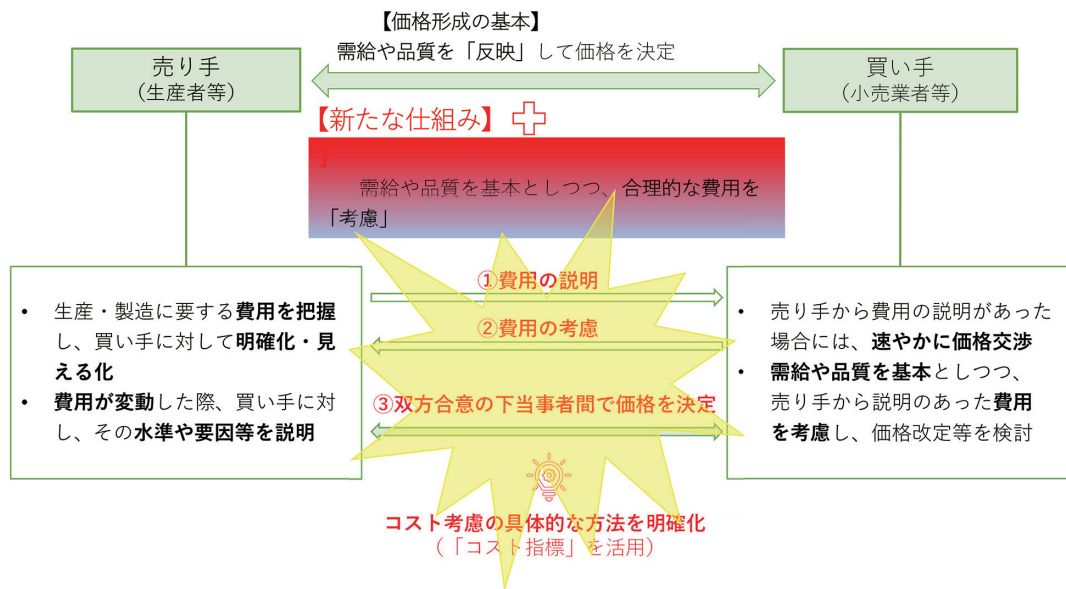 【価格形成の基本】
需給や品質を「反映」して価格を決定
売り手
（生産者等）
買い手
（小売業者等）
【新たな仕組み】
】
需給や品質を基本としつつ、合理的な費用を
「考慮」
• 生産・製造に要する費用を把握
し、買い手に対して明確化・見
える化
• 費用が変動した際、買い手に対
し、その水準や要因等を説明
①費用の説明
②費用の考慮
③双方合意の下当事者間で価格を決定
コスト考慮の具体的な方法を明確化
（「コスト指標」を活用）
• 売り手から費用の説明があった
場合には、速やかに価格交渉
• 需給や品質を基本としつつ、
売り手から説明のあった費用
を考慮し、価格改定等を検討